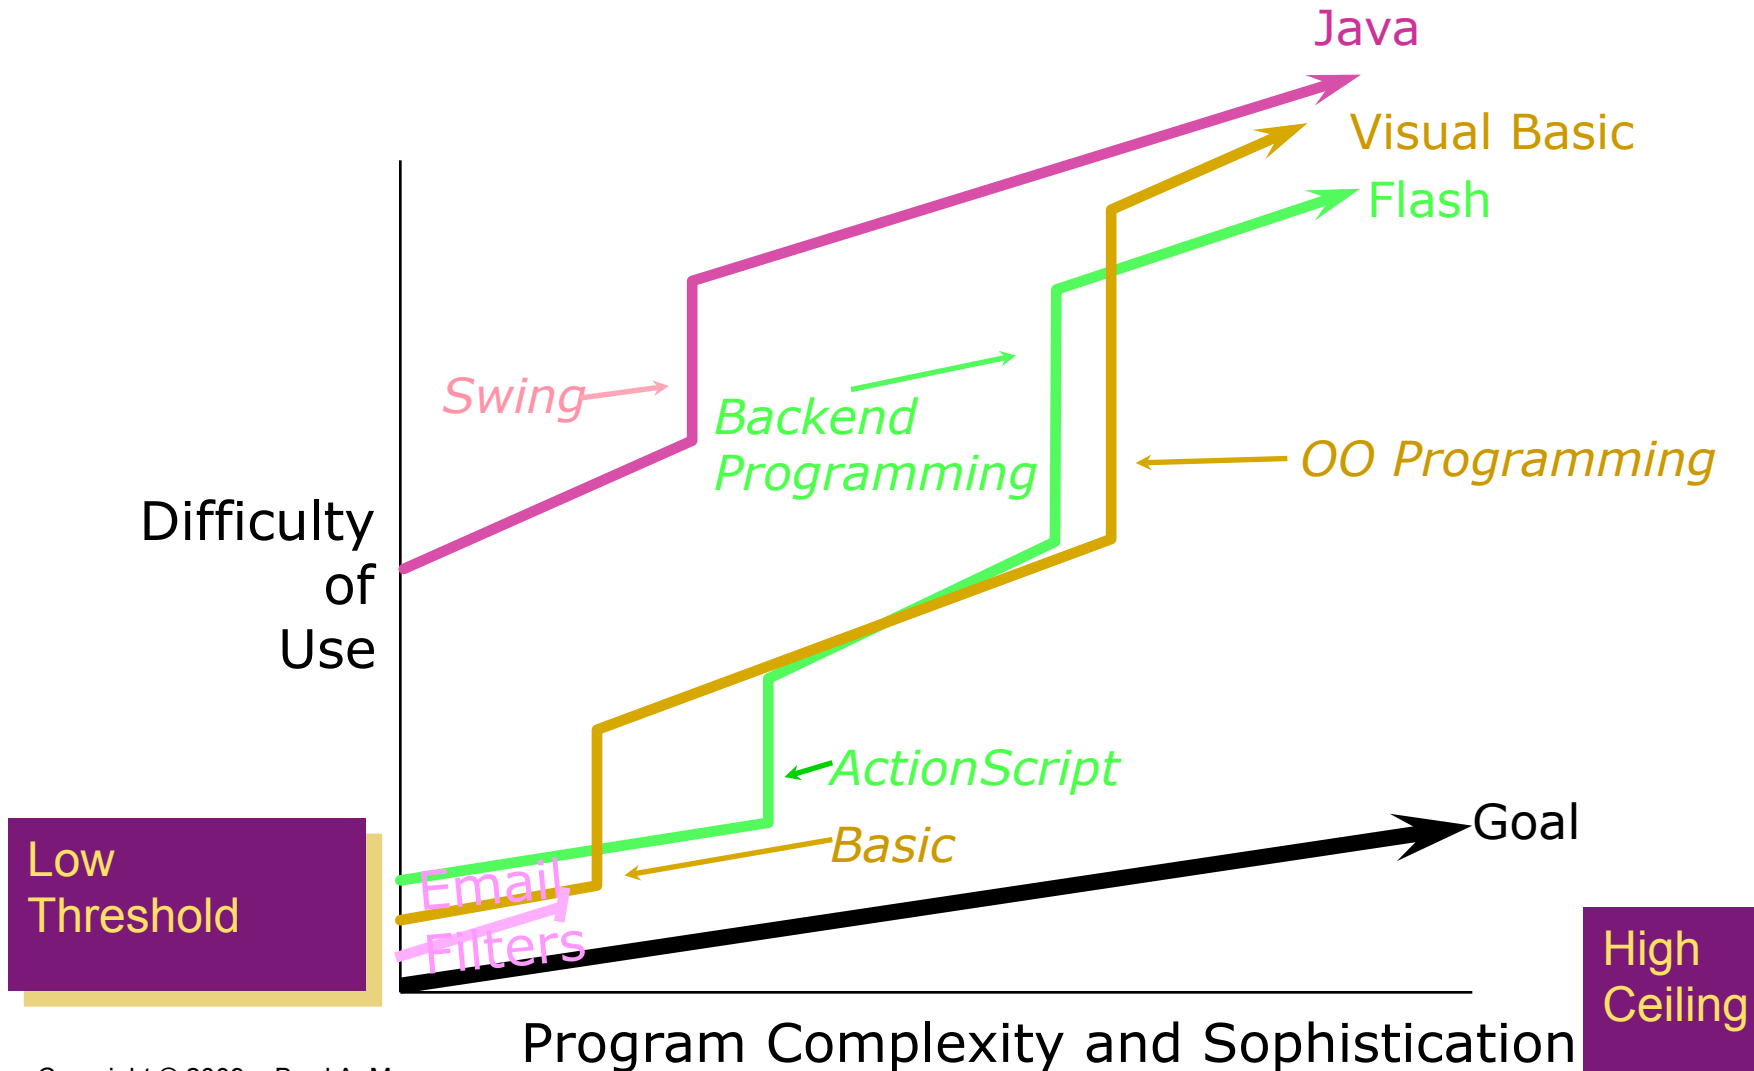 Java
Visual Basic
Flash
Swing
Backend
Programming
OO Programming
Difficulty
of
Use
ActionScript
Basic
Goal
Email
Filters
Low
Threshold
High
Ceiling
Program Complexity and Sophistication